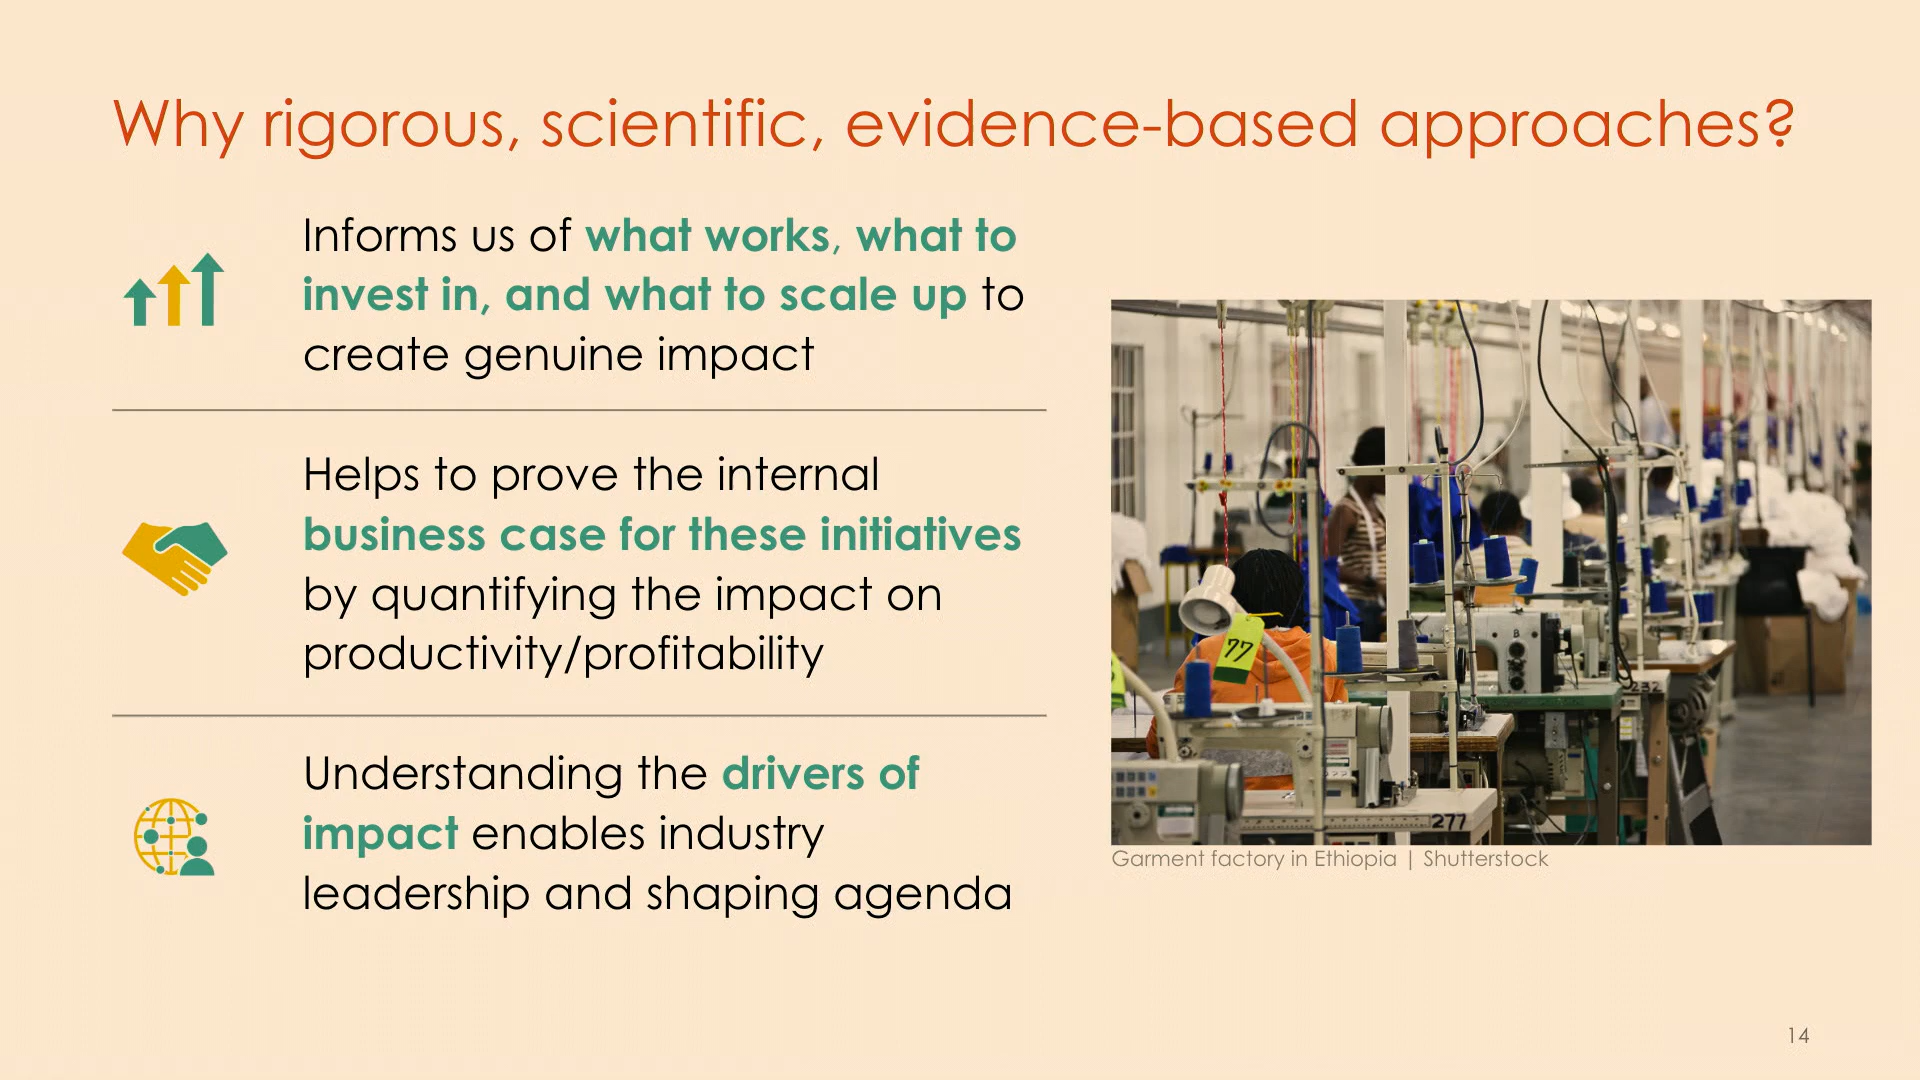 Why rigorous, scientific, evidence-based approaches?
Informs us of what works, what to
invest in, and what to scale up to
create genuine impact
Helps to prove the internal
business case for these initiatives
by quantifying the impact on
productivity/profitability
Understanding the drivers of
impact enables industry
leadership and shaping agenda
77
B
232
277
Garment factory in Ethiopia | Shutterstock
14